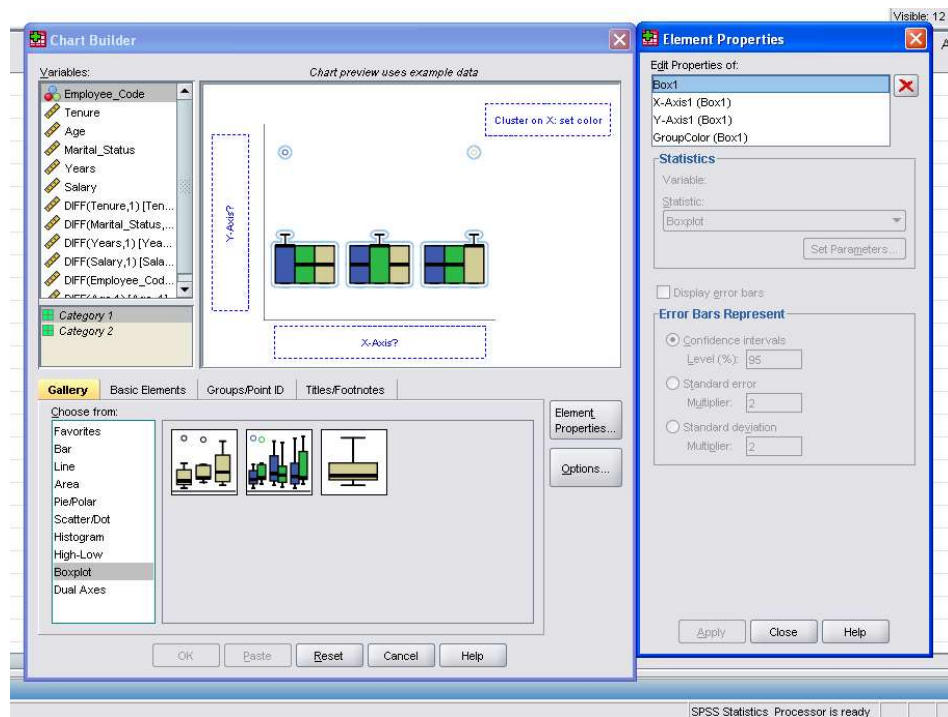 Visible: 12
Chart Builder
Variables:
Chart preview uses example data
Employee_Code
Tenure
Age
Marital_Status
Years
Salary
DIFF(Tenure,1) [Ten...
DIFF(Marital_Status,...
DIFF(Years,1) [Yea...
DIFF(Salary,1) [Sala...
DIFF(Employee_Cod...
Category 1
Category 2
Cluster on X: set color
Y-Axis?
X-Axis?
Gallery
Basic Elements
Groups/Point ID
Titles/Footnotes
Choose from:
Favorites
Bar
Line
Area
Pie/Polar
Scatter/Dot
Histogram
High-Low
Boxplot
Dual Axes
Element
Properties...
Options...
OK
Paste
Reset
Cancel
Help
Element Properties
Edit Properties of:
Box1
X-Axis1 (Box1)
Y-Axis1 (Box1)
GroupColor (Box1)
Statistics
Variable:
Statistic:
Boxplot
Set Parameters...
Display error bars
Error Bars Represent
Confidence intervals
Level (%): 95
Standard error
Multiplier: 2
Standard deviation
Multiplier: 2
Apply
Close
Help
SPSS Statistics Processor is ready